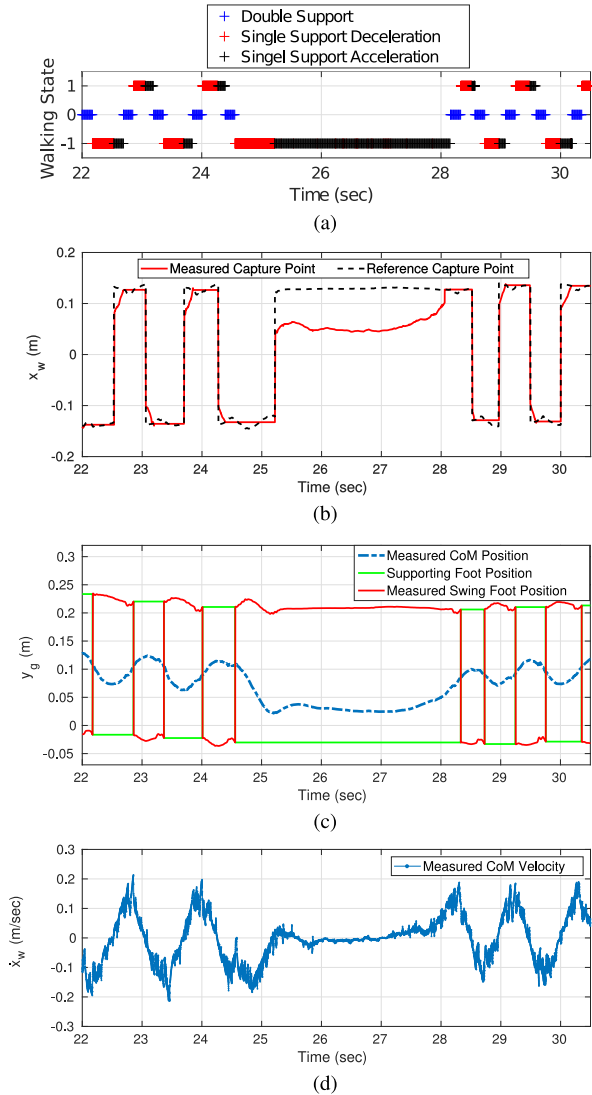 Double Support
Single Support Deceleration
Singel Support Acceleration
Walking State
1
0
-1
22 24 26 28 30
Time (sec)
(a)
0.2
Measured Capture Point Reference Capture Point
0.1
x_w (m)
0
-0.1
-0.2
22 23 24 25 26 27 28 29 30
Time (sec)
(b)
0.3
Measured CoM Position
0.25
Supporting Foot Position
0.2
Measured Swing Foot Position
0.15
y_g (m)
0.1
0.05
0
-0.05
22 23 24 25 26 27 28 29 30
Time (sec)
(c)
0.3
Measured CoM Velocity
0.2
0.1
ẋ_w (m/sec)
0
-0.1
-0.2
-0.3
22 23 24 25 26 27 28 29 30
Time (sec)
(d)